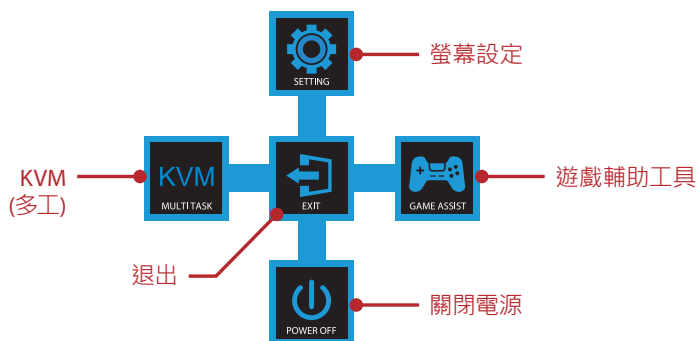 SETTING
螢幕設定
KVM
(多工)
KVM
MULTI TASK
EXIT
GAME ASSIST
遊戲輔助工具
退出
POWER OFF
關閉電源